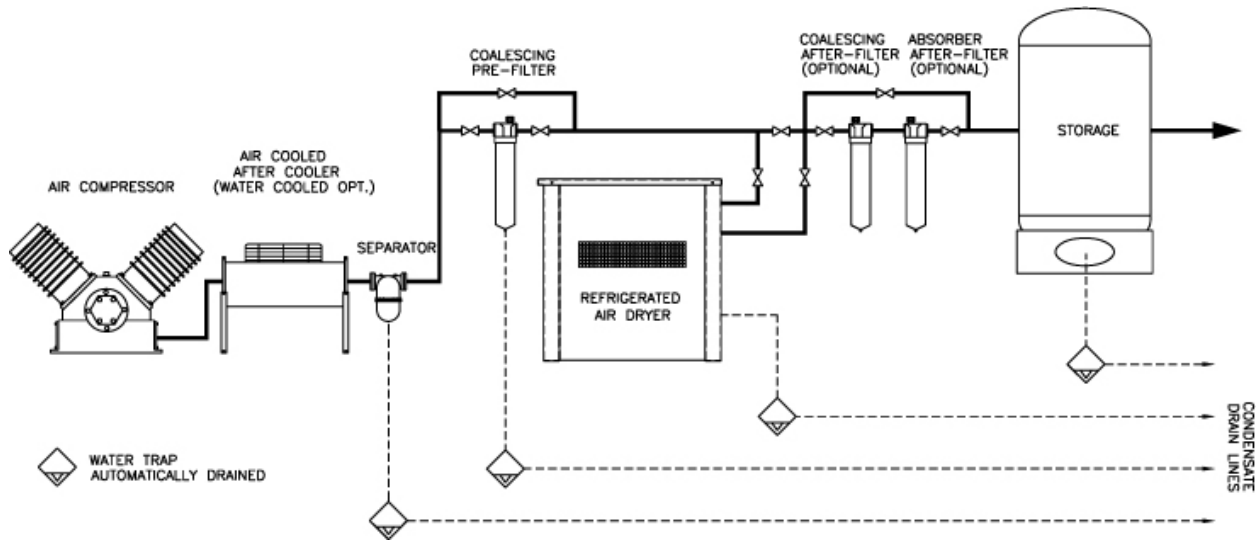 COALESCING
PRE-FILTER
COALESCING
AFTER-FILTER
(OPTIONAL)
ABSORBER
AFTER-FILTER
(OPTIONAL)
STORAGE
AIR COOLED
AFTER COOLER
(WATER COOLED OPT.)
AIR COMPRESSOR
SEPARATOR
REFRIGERATED
AIR DRYER
WATER TRAP
AUTOMATICALLY DRAINED
CONDENSATE
DRAIN LINES